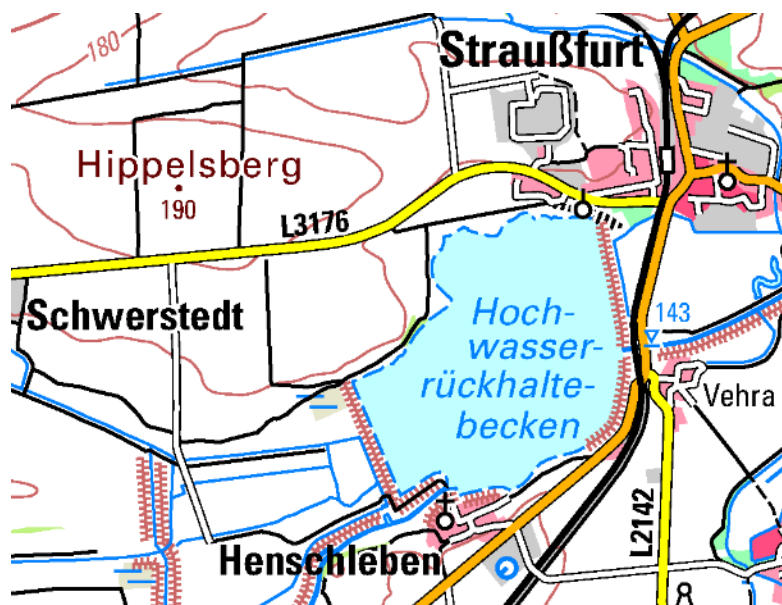 180
Straußfurt
Hippelsberg
190
L3176
Schwerstedt
Hoch-
wasser-
rückhalte-
becken
143
Vehra
L2142
Henschleben
8